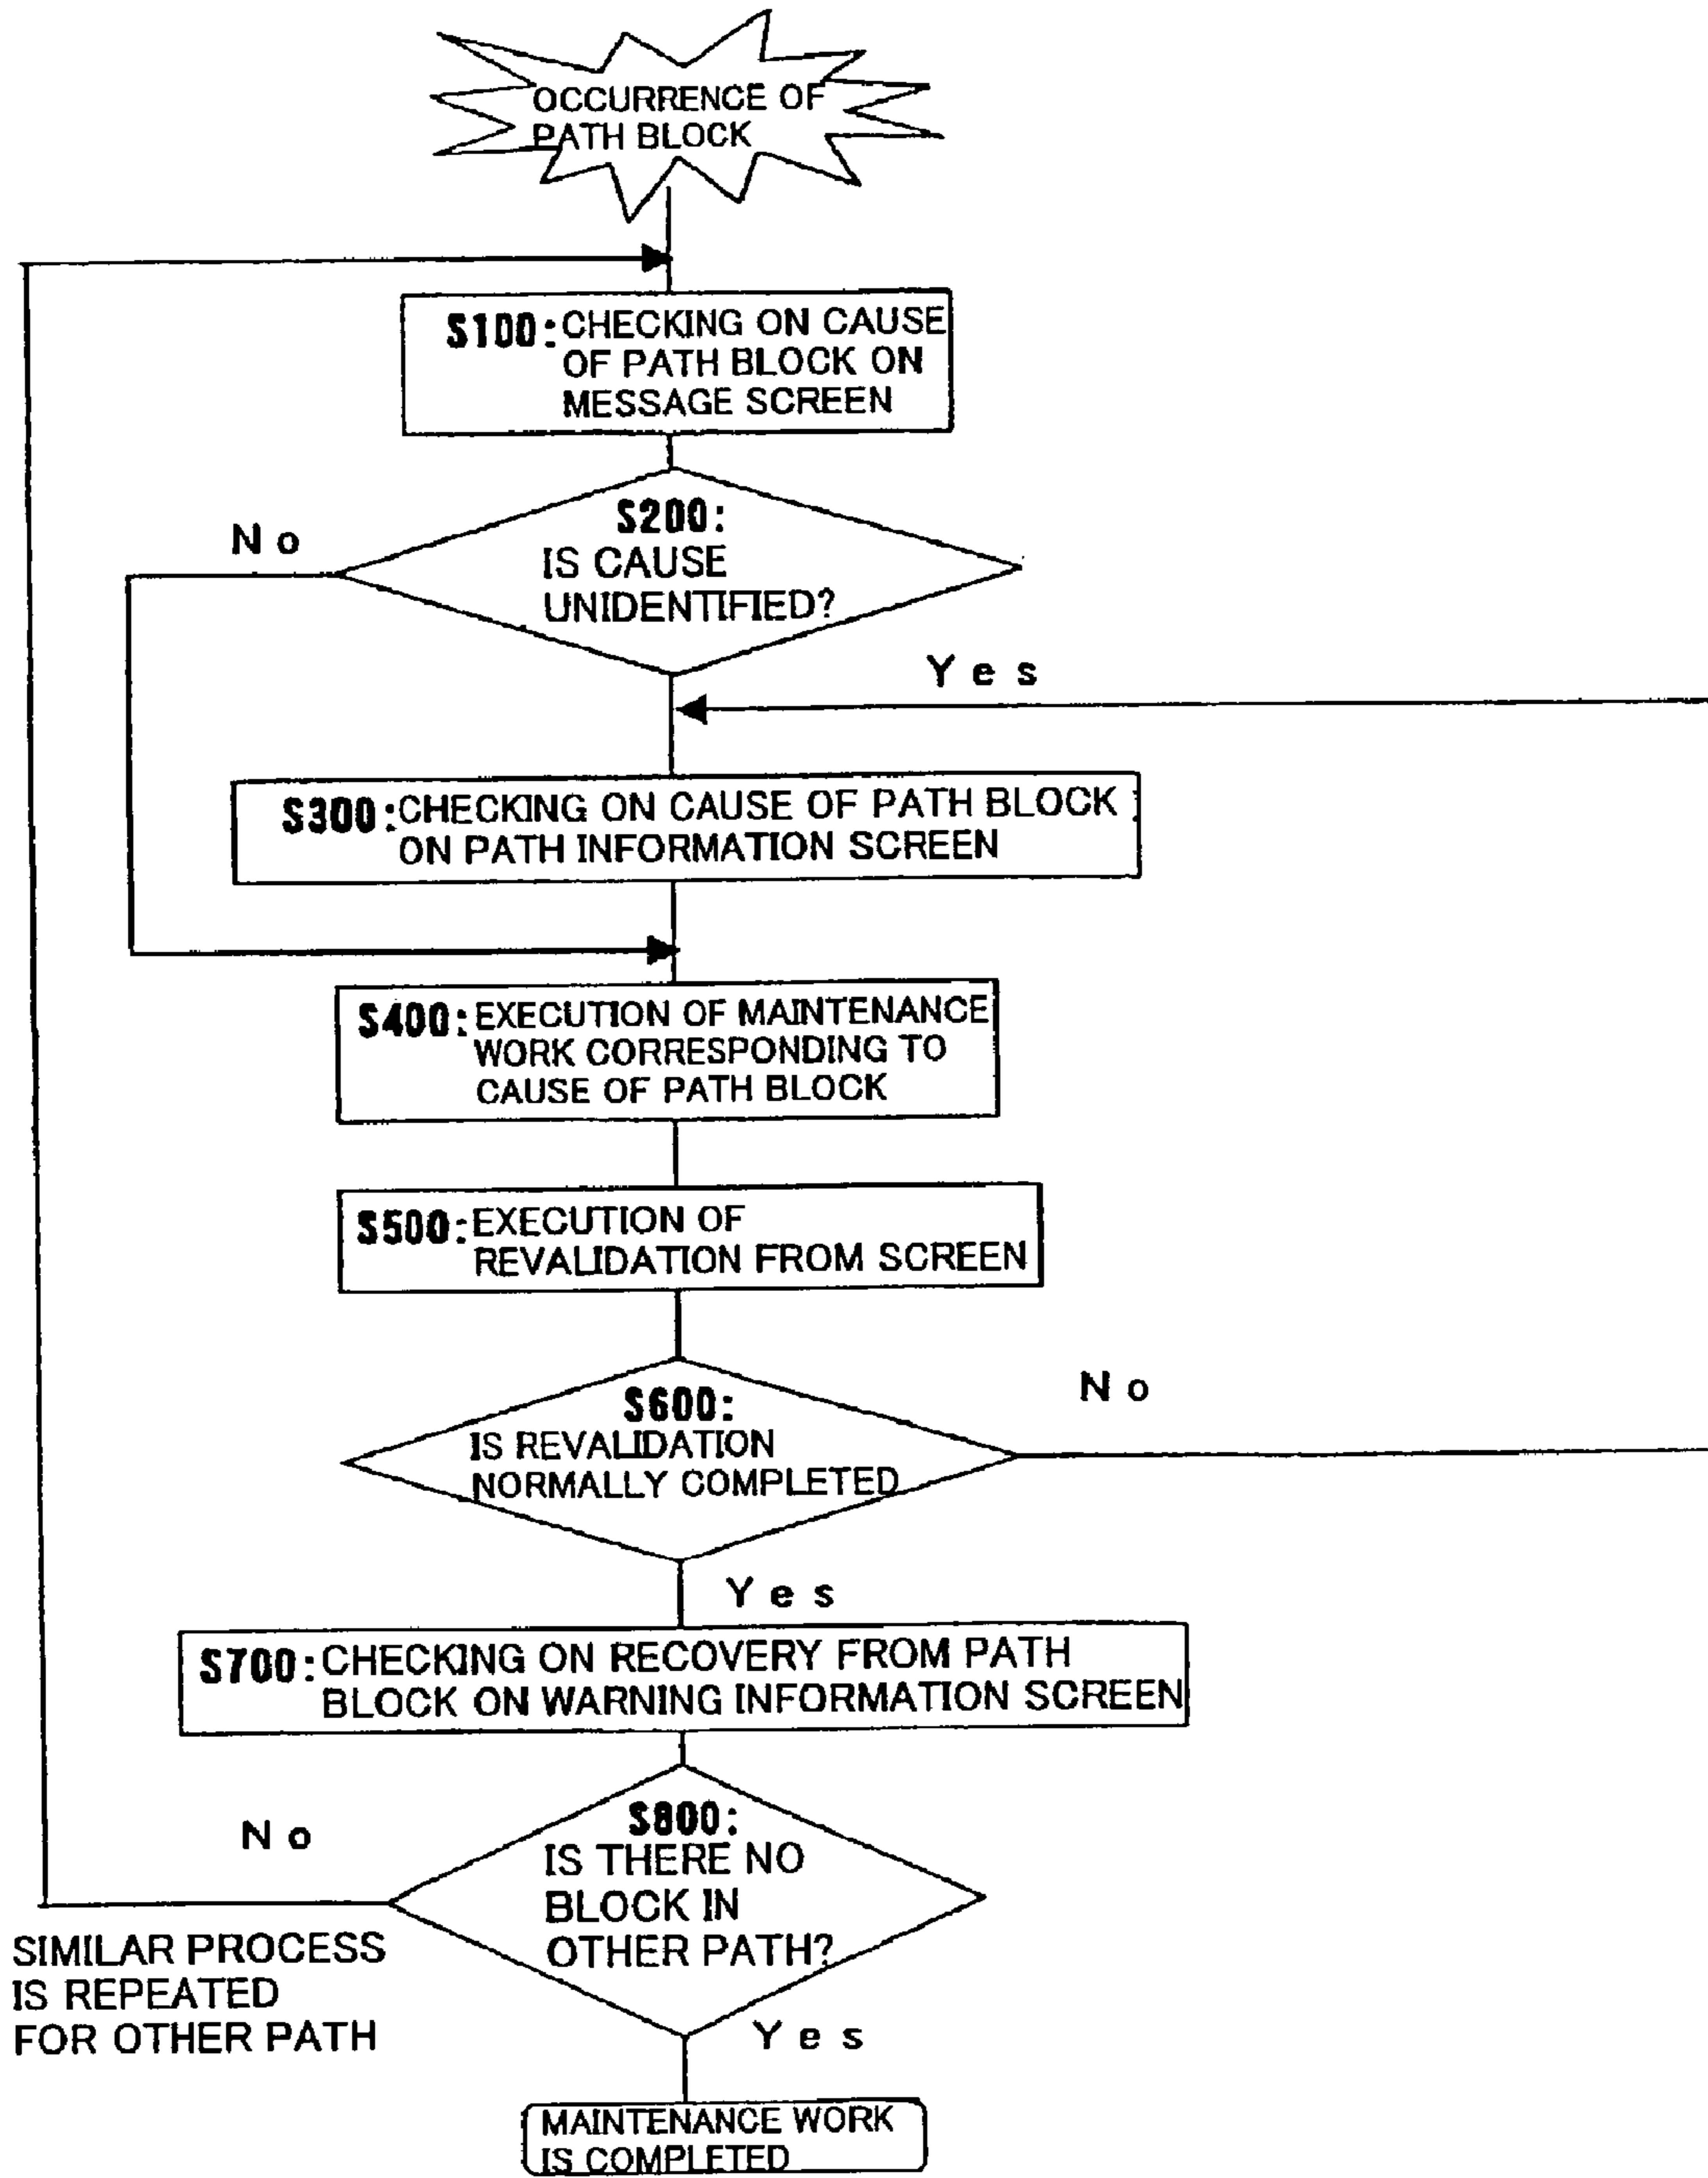 OCCURRENCE OF
PATH BLOCK
S100: CHECKING ON CAUSE
OF PATH BLOCK ON
MESSAGE SCREEN
S200:
IS CAUSE
UNIDENTIFIED?
No
Yes
S300: CHECKING ON CAUSE OF PATH BLOCK
ON PATH INFORMATION SCREEN
S400: EXECUTION OF MAINTENANCE
WORK CORRESPONDING TO
CAUSE OF PATH BLOCK
S500: EXECUTION OF
REVALIDATION FROM SCREEN
S600:
IS REVALIDATION
NORMALLY COMPLETED
No
Yes
S700: CHECKING ON RECOVERY FROM PATH
BLOCK ON WARNING INFORMATION SCREEN
S800:
IS THERE NO
BLOCK IN
OTHER PATH?
No
SIMILAR PROCESS
IS REPEATED
FOR OTHER PATH
Yes
MAINTENANCE WORK
IS COMPLETED